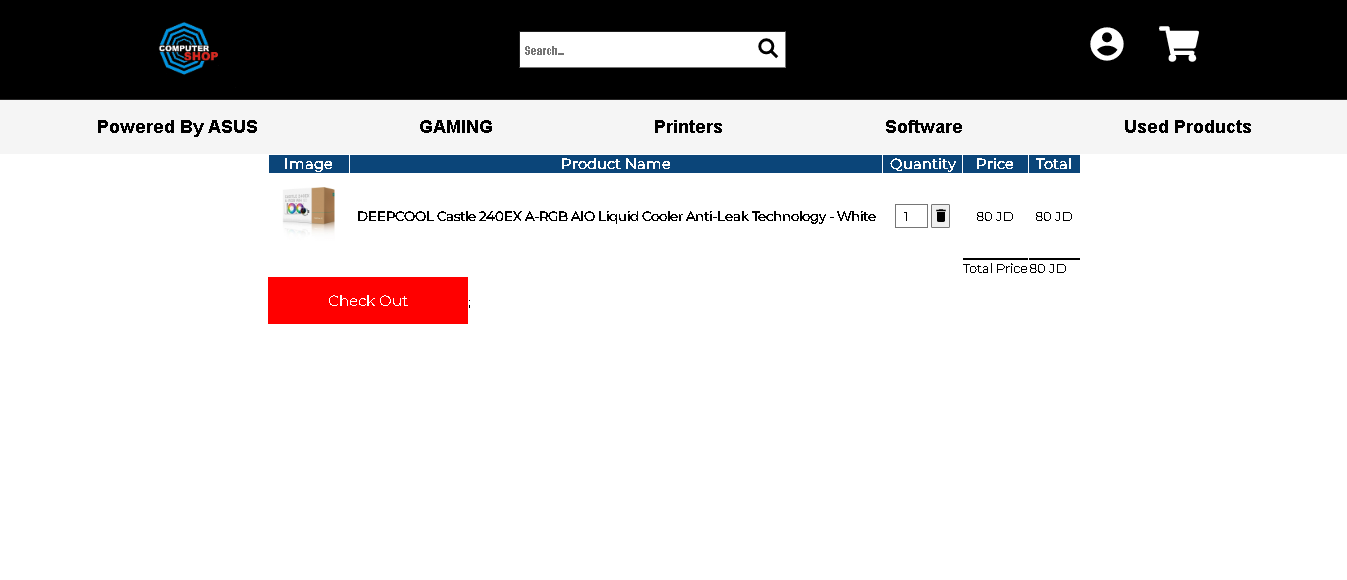 COMPUTER
SHOP
Search...
Powered By ASUS GAMING Printers Software Used Products
Image Product Name Quantity Price Total
DEEPCOOL Castle 240EX A-RGB AIO Liquid Cooler Anti-Leak Technology - White 1 80 JD 80 JD
Total Price 80 JD
Check Out ;